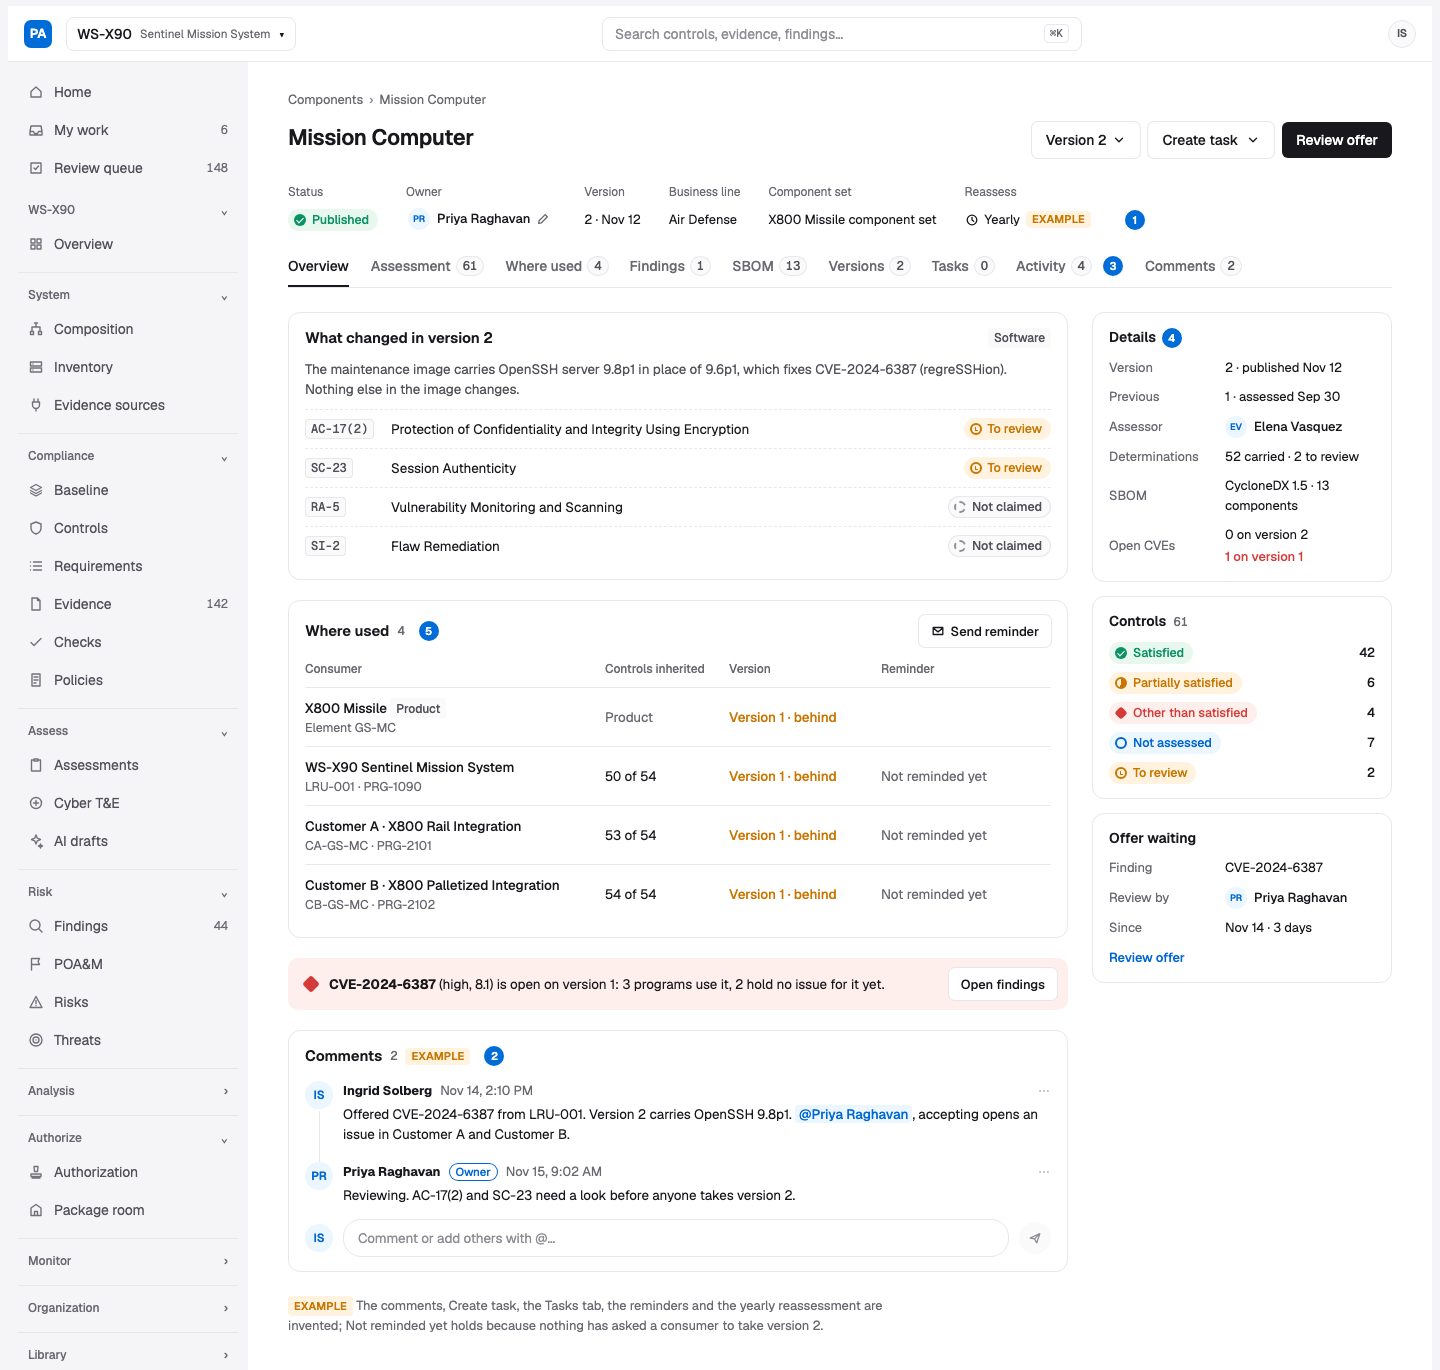 PA
WS-X90 Sentinel Mission System
Search controls, evidence, findings...
⌘K
IS
Home
My work 6
Review queue 148
WS-X90
Overview
System
Composition
Inventory
Evidence sources
Compliance
Baseline
Controls
Requirements
Evidence 142
Checks
Policies
Assess
Assessments
Cyber T&E
AI drafts
Risk
Findings 44
POA&M
Risks
Threats
Analysis
Authorize
Authorization
Package room
Monitor
Organization
Library
Components › Mission Computer
Mission Computer
Version 2
Create task
Review offer
Status Owner Version Business line Component set Reassess
Published PR Priya Raghavan 2 · Nov 12 Air Defense X800 Missile component set Yearly EXAMPLE 1
Overview Assessment 61 Where used 4 Findings 1 SBOM 13 Versions 2 Tasks 0 Activity 4 3 Comments 2
What changed in version 2 Software
The maintenance image carries OpenSSH server 9.8p1 in place of 9.6p1, which fixes CVE-2024-6387 (regreSSHion).
Nothing else in the image changes.
AC-17(2) Protection of Confidentiality and Integrity Using Encryption To review
SC-23 Session Authenticity To review
RA-5 Vulnerability Monitoring and Scanning Not claimed
SI-2 Flaw Remediation Not claimed
Where used 4 5 Send reminder
Consumer Controls inherited Version Reminder
X800 Missile Product
Element GS-MC
Product Version 1 · behind
WS-X90 Sentinel Mission System
LRU-001 · PRG-1090
50 of 54 Version 1 · behind Not reminded yet
Customer A · X800 Rail Integration
CA-GS-MC · PRG-2101
53 of 54 Version 1 · behind Not reminded yet
Customer B · X800 Palletized Integration
CB-GS-MC · PRG-2102
54 of 54 Version 1 · behind Not reminded yet
CVE-2024-6387 (high, 8.1) is open on version 1: 3 programs use it, 2 hold no issue for it yet. Open findings
Comments 2 EXAMPLE 2
IS Ingrid Solberg Nov 14, 2:10 PM ...
Offered CVE-2024-6387 from LRU-001. Version 2 carries OpenSSH 9.8p1. @Priya Raghavan , accepting opens an
issue in Customer A and Customer B.
PR Priya Raghavan Owner Nov 15, 9:02 AM ...
Reviewing. AC-17(2) and SC-23 need a look before anyone takes version 2.
IS Comment or add others with @...
EXAMPLE The comments, Create task, the Tasks tab, the reminders and the yearly reassessment are
invented; Not reminded yet holds because nothing has asked a consumer to take version 2.
Details 4
Version 2 · published Nov 12
Previous 1 · assessed Sep 30
Assessor EV Elena Vasquez
Determinations 52 carried · 2 to review
SBOM CycloneDX 1.5 · 13
components
Open CVEs 0 on version 2
1 on version 1
Controls 61
Satisfied 42
Partially satisfied 6
Other than satisfied 4
Not assessed 7
To review 2
Offer waiting
Finding CVE-2024-6387
Review by PR Priya Raghavan
Since Nov 14 · 3 days
Review offer